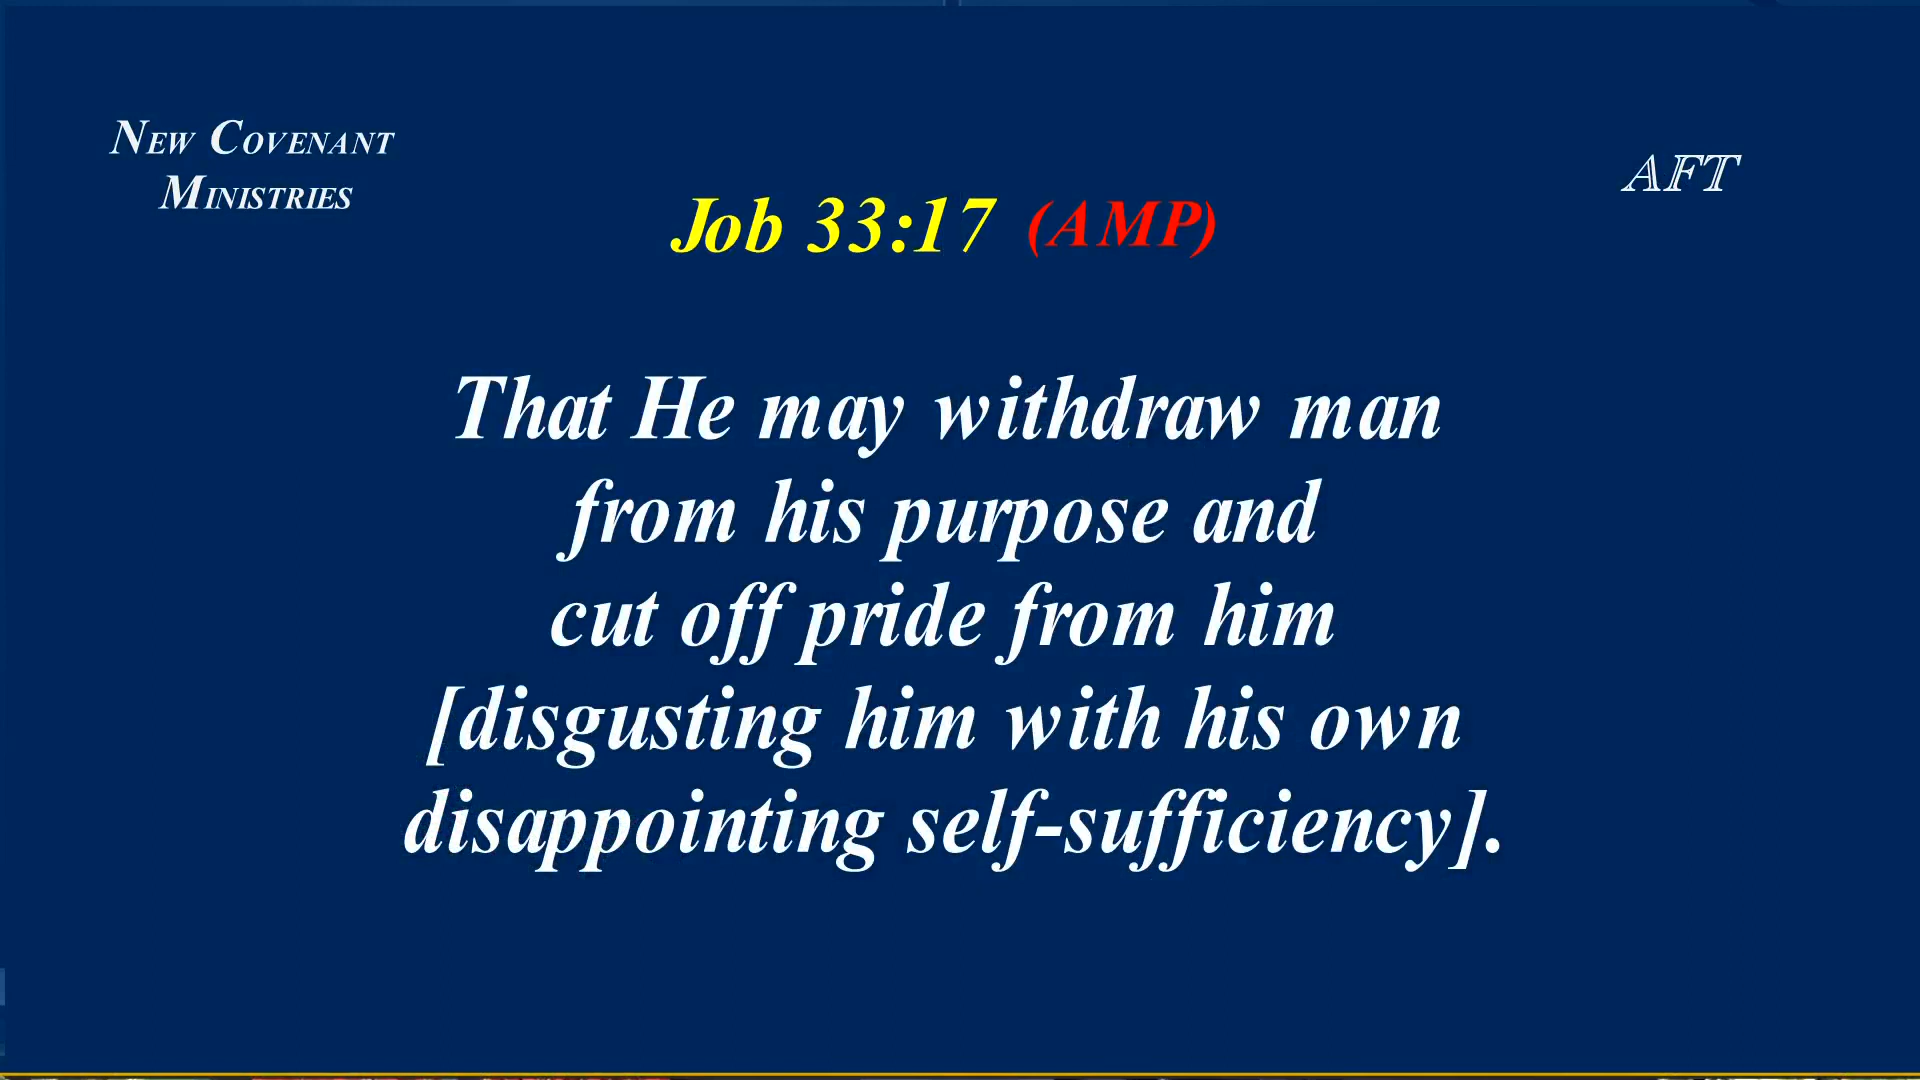 New Covenant
Ministries
AFT
Job 33:17 (AMP)
That He may withdraw man
from his purpose and
cut off pride from him
[disgusting him with his own
disappointing self-sufficiency].